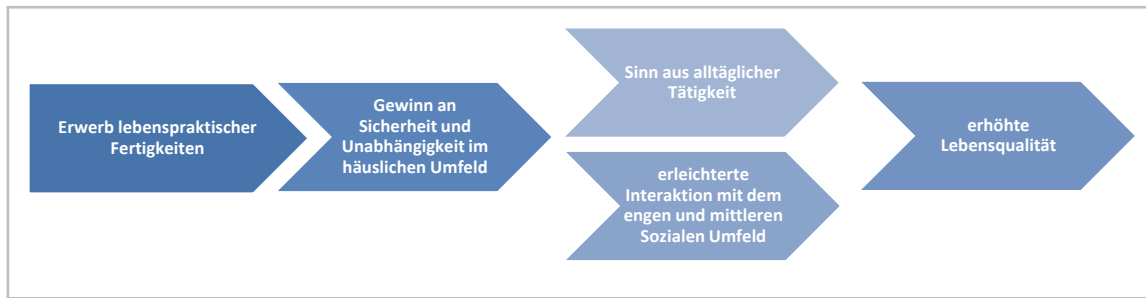 Erwerb lebenspraktischer
Fertigkeiten
Gewinn an
Sicherheit und
Unabhängigkeit im
häuslichen Umfeld
Sinn aus alltäglicher
Tätigkeit
erleichterte
Interaktion mit dem
engen und mittleren
Sozialen Umfeld
erhöhte
Lebensqualität